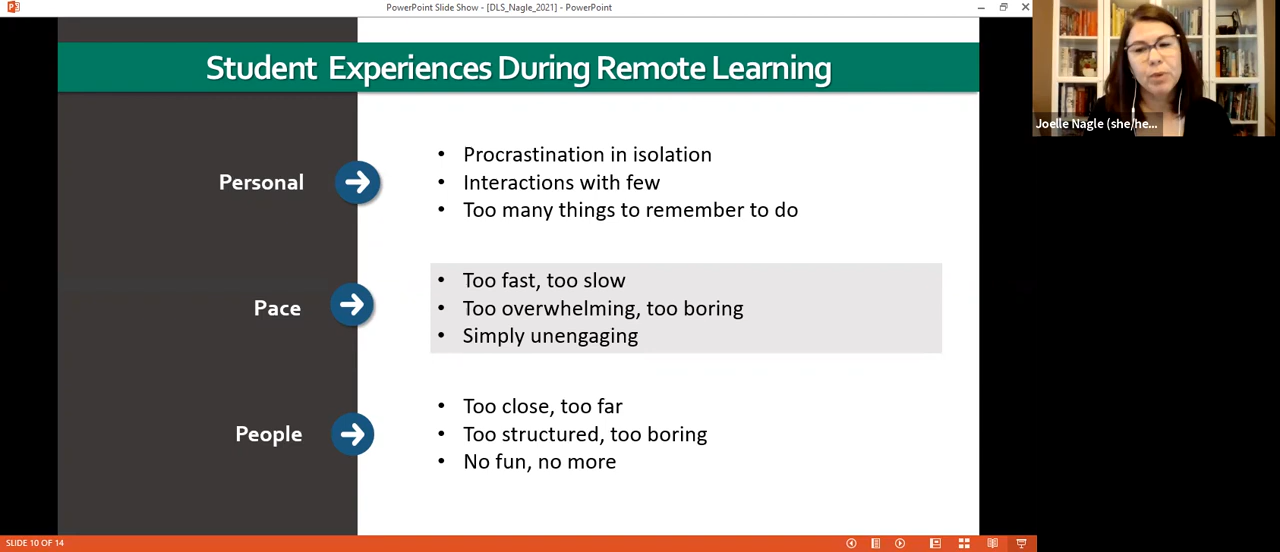 PowerPoint Slide Show - [DLS_Nagle_2021] - PowerPoint
Student Experiences During Remote Learning
Joelle Nagle (she/he...
Personal
• Procrastination in isolation
• Interactions with few
• Too many things to remember to do
Pace
• Too fast, too slow
• Too overwhelming, too boring
• Simply unengaging
People
• Too close, too far
• Too structured, too boring
• No fun, no more
SLIDE 10 OF 14